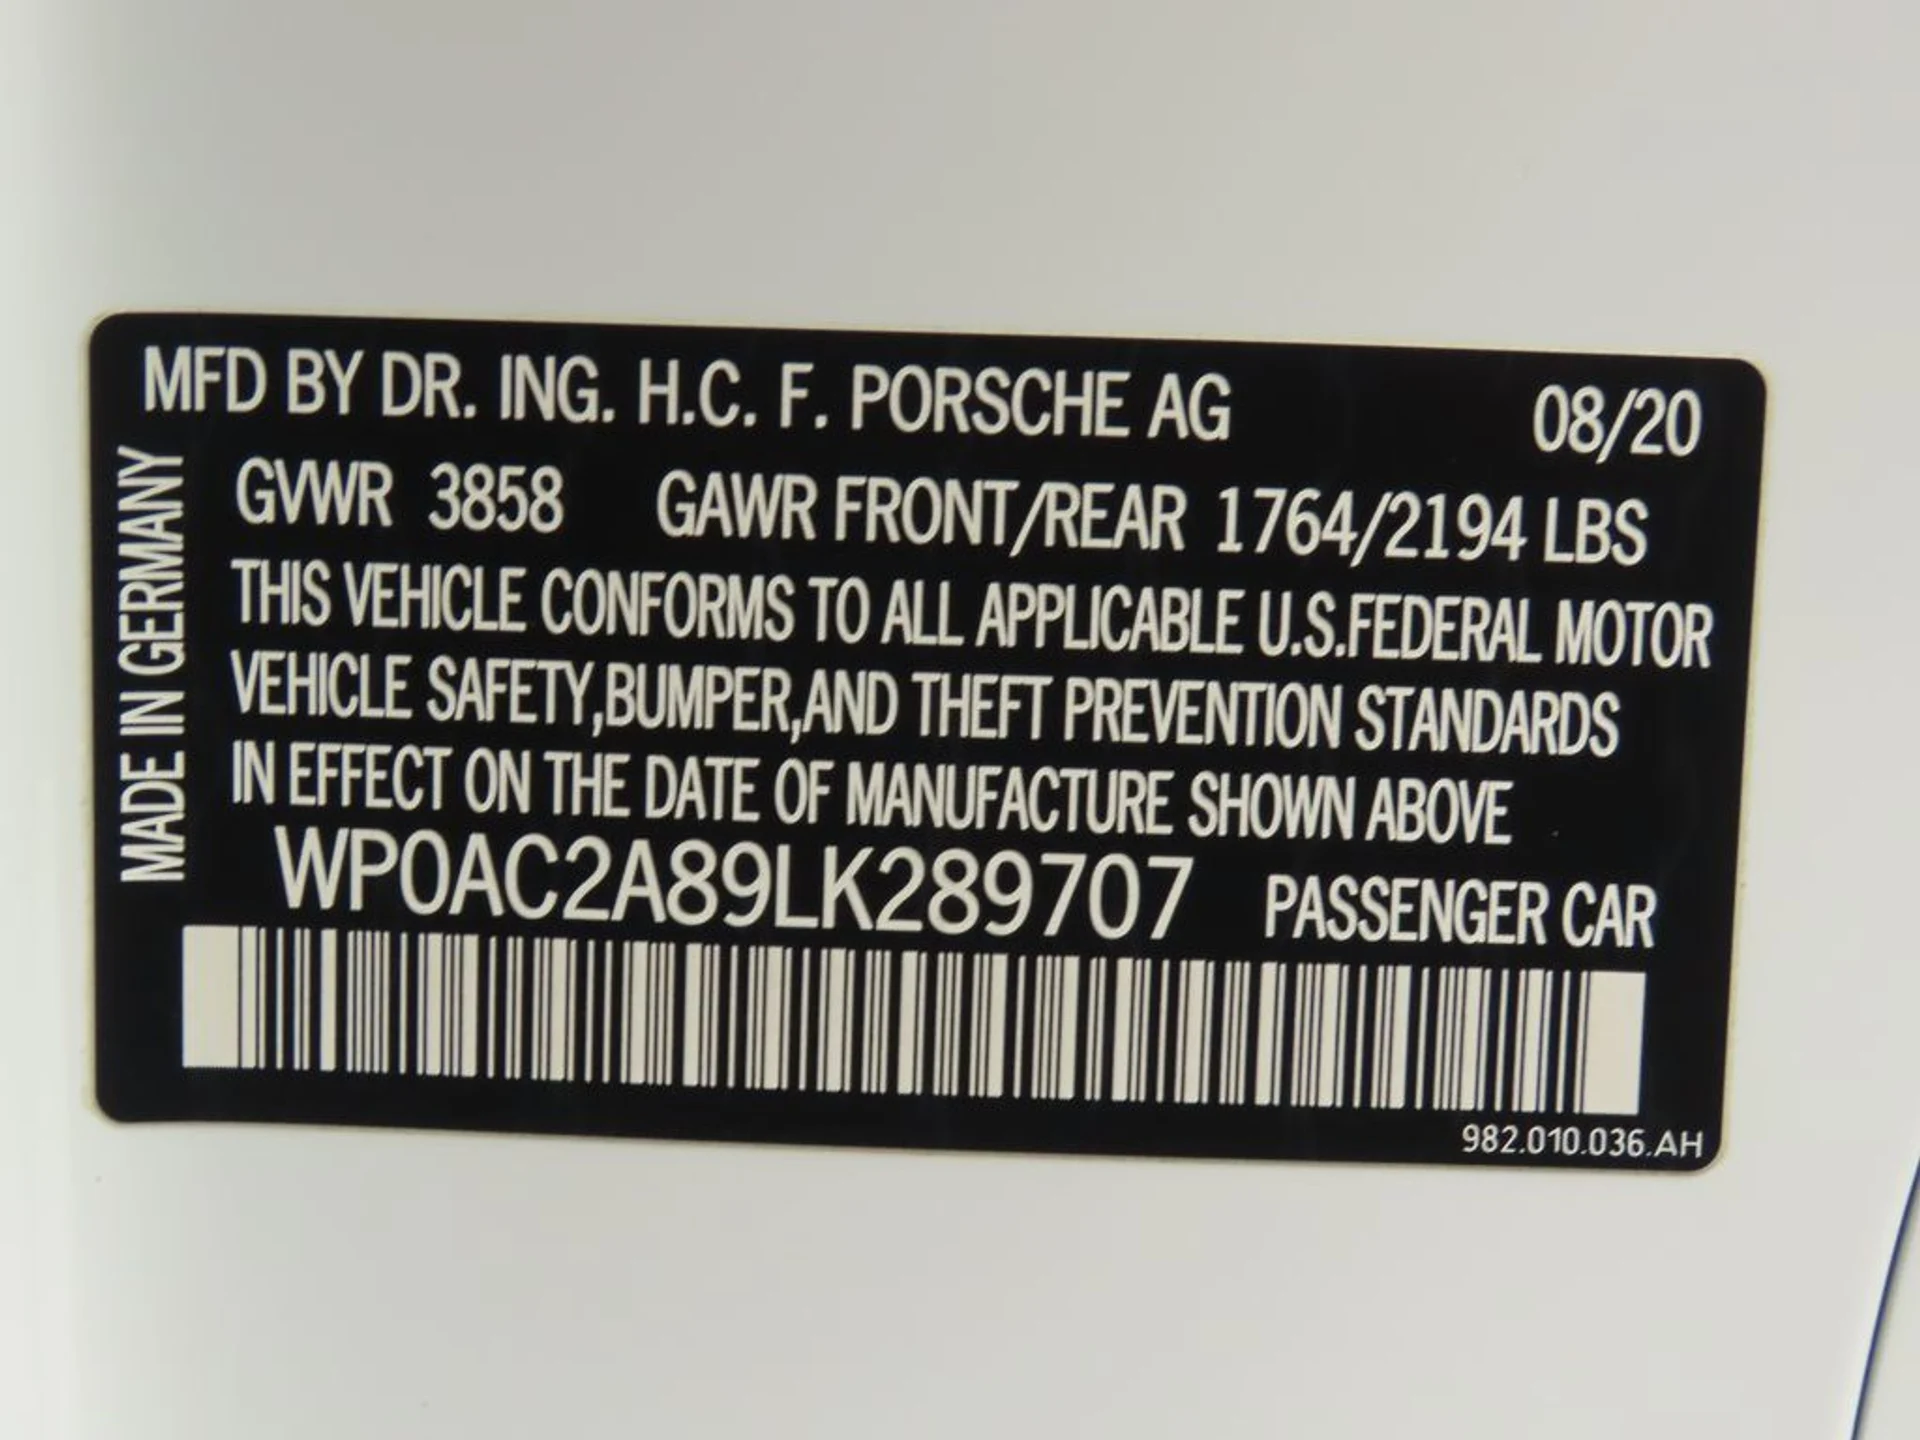 MFD BY DR. ING. H.C. F. PORSCHE AG 08/20
GVWR 3858 GAWR FRONT/REAR 1764/2194 LBS
THIS VEHICLE CONFORMS TO ALL APPLICABLE U.S.FEDERAL MOTOR
VEHICLE SAFETY,BUMPER,AND THEFT PREVENTION STANDARDS
IN EFFECT ON THE DATE OF MANUFACTURE SHOWN ABOVE
WP0AC2A89LK289707 PASSENGER CAR
982.010.036.AH
MADE IN GERMANY